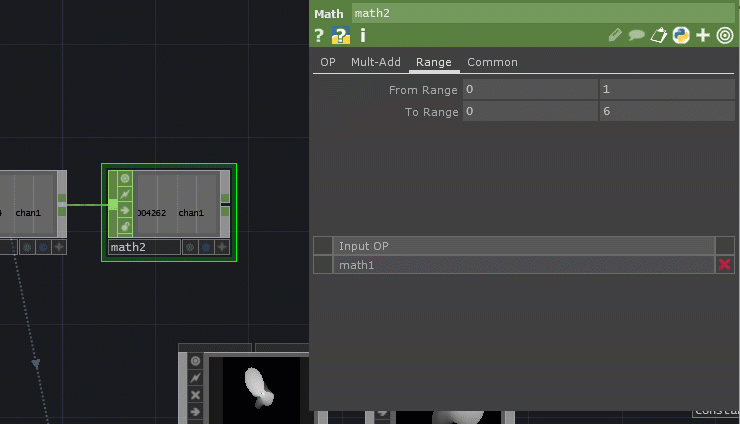 Math math2
? ? i
OP Mult-Add Range Common
From Range 0 1
To Range 0 6
chan1
004262 chan1
math2
Input OP
math1